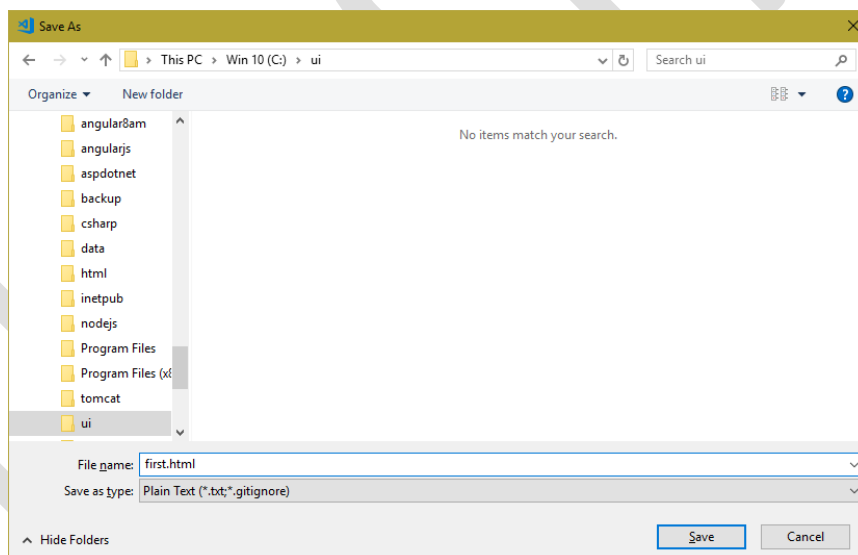 Save As
This PC > Win 10 (C:) > ui
Search ui
Organize
New folder
No items match your search.
angular8am
angularjs
aspdotnet
backup
csharp
data
html
inetpub
nodejs
Program Files
Program Files (x8
tomcat
ui
File name: first.html
Save as type: Plain Text (*.txt;*.gitignore)
Hide Folders
Save
Cancel